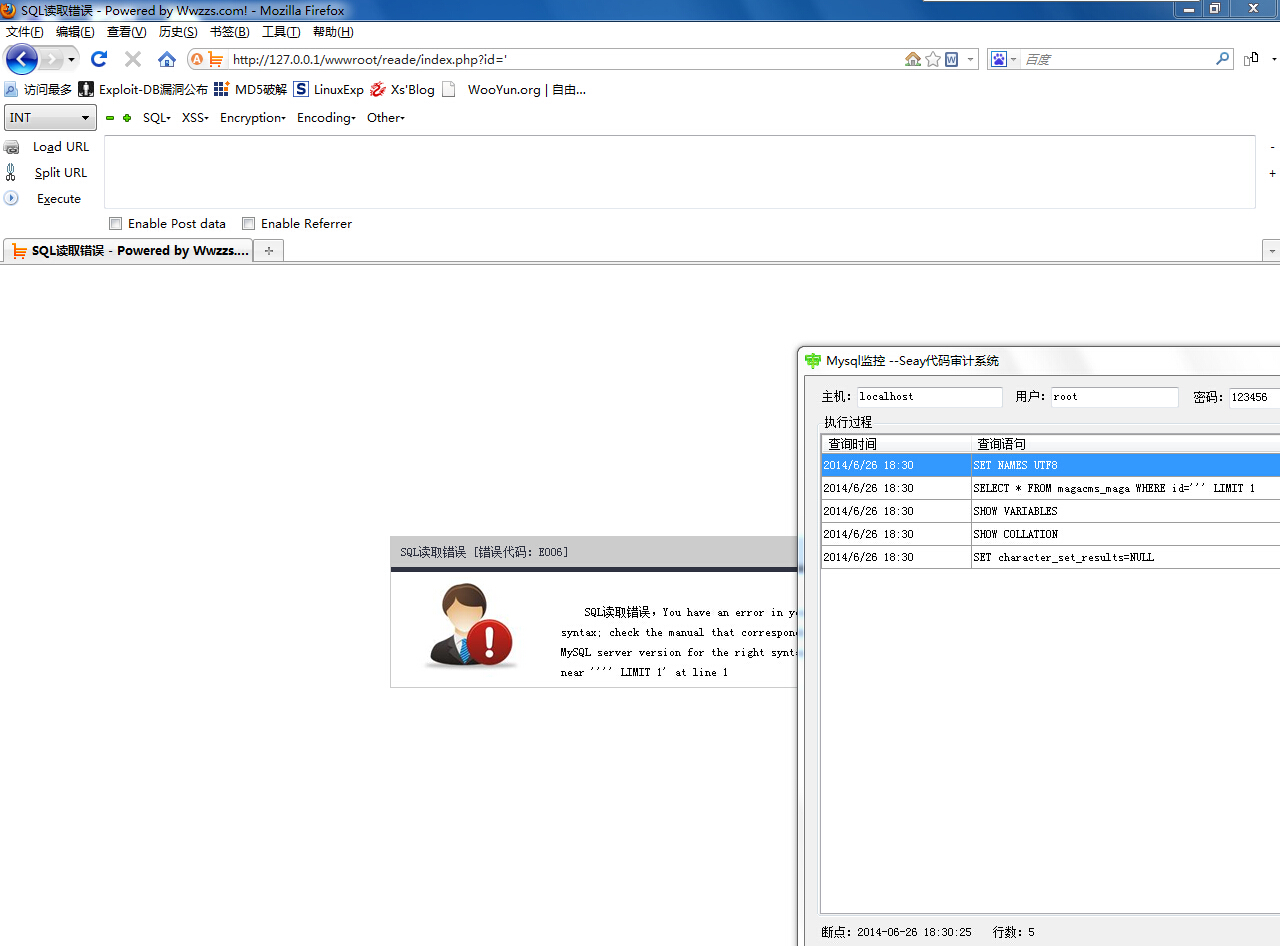 SQL读取错误 - Powered by Wwzzs.com! - Mozilla Firefox
文件(F) 编辑(E) 查看(V) 历史(S) 书签(B) 工具(T) 帮助(H)
http://127.0.0.1/wwwroot/reade/index.php?id=' 百度
访问最多 Exploit-DB漏洞公布 MD5破解 LinuxExp Xs'Blog WooYun.org | 自由...
INT SQL XSS Encryption Encoding Other
Load URL -
Split URL +
Execute
Enable Post data Enable Referrer
SQL读取错误 - Powered by Wwzzs.... +
Mysql监控 --Seay代码审计系统
主机: localhost 用户: root 密码: 123456
执行过程
查询时间 查询语句
2014/6/26 18:30 SET NAMES UTF8
2014/6/26 18:30 SELECT * FROM magacms_maga WHERE id=''' LIMIT 1
2014/6/26 18:30 SHOW VARIABLES
2014/6/26 18:30 SHOW COLLATION
2014/6/26 18:30 SET character_set_results=NULL
断点: 2014-06-26 18:30:25 行数: 5
SQL读取错误 [错误代码: E006]
SQL读取错误，You have an error in yo
syntax; check the manual that correspond
MySQL server version for the right synta
near '''' LIMIT 1' at line 1